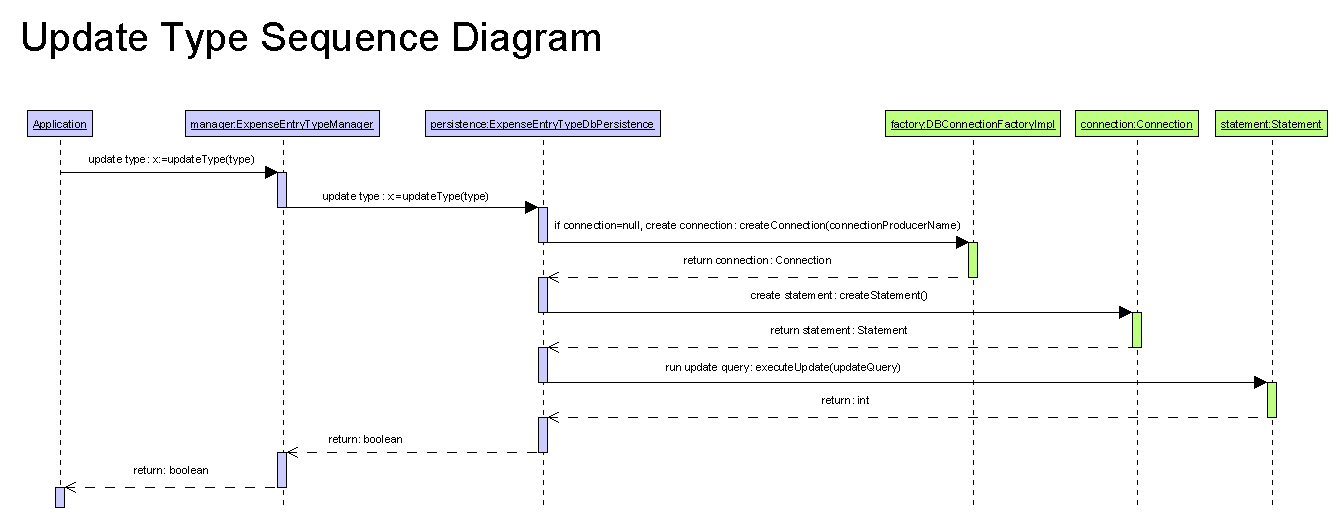 Update Type Sequence Diagram
Application
manager:ExpenseEntryTypeManager
persistence:ExpenseEntryTypeDbPersistence
factory:DBConnectionFactoryImpl
connection:Connection
statement:Statement
update type : x:=updateType(type)
update type : x:=updateType(type)
if connection=null, create connection: createConnection(connectionProducerName)
return connection: Connection
create statement: createStatement()
return statement: Statement
run update query: executeUpdate(updateQuery)
return: int
return: boolean
return: boolean